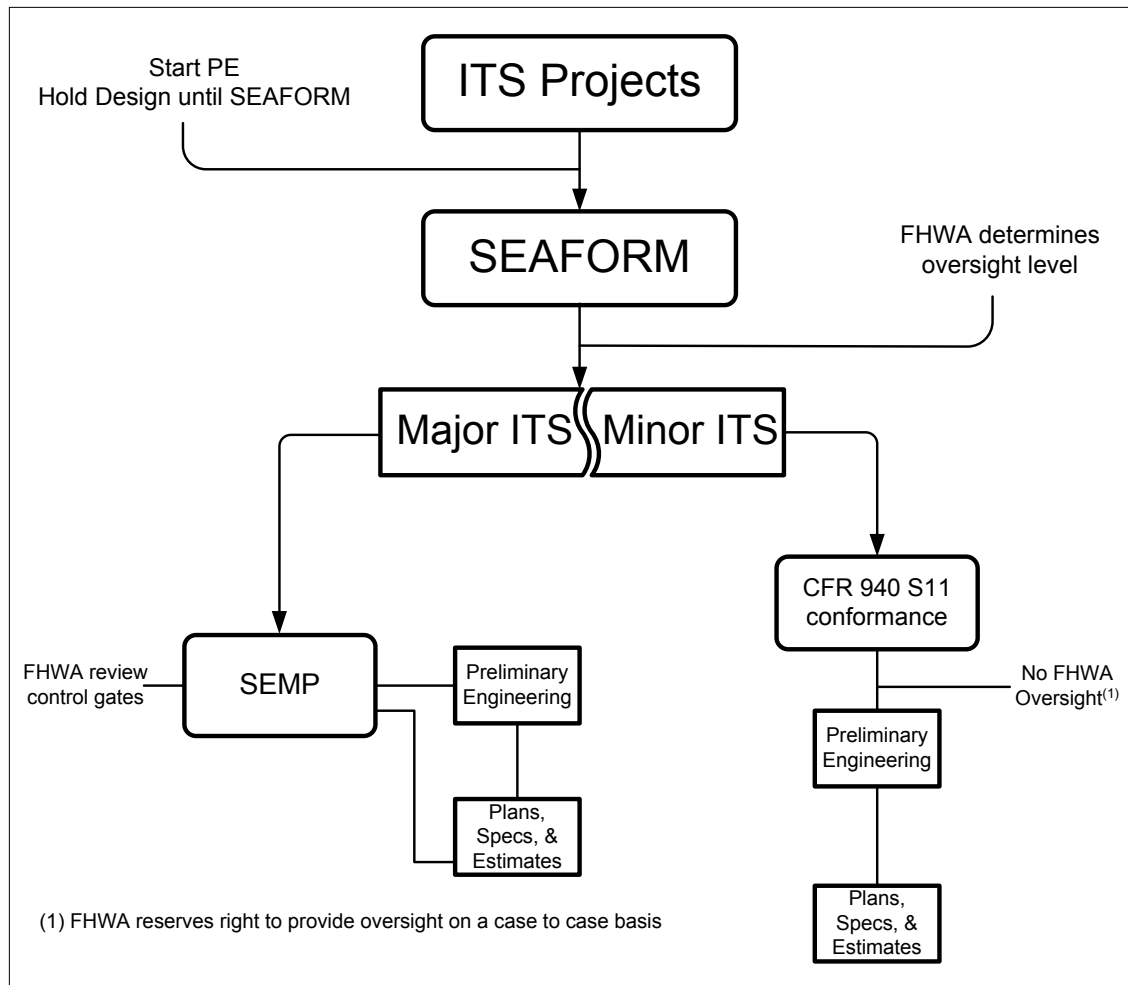 ITS Projects
Start PE
Hold Design until SEAFORM
SEAFORM
FHWA determines
oversight level
Major ITS
Minor ITS
CFR 940 S11
conformance
FHWA review
control gates
SEMP
Preliminary
Engineering
No FHWA
Oversight(1)
Preliminary
Engineering
Plans,
Specs, &
Estimates
Plans,
Specs, &
Estimates
(1) FHWA reserves right to provide oversight on a case to case basis